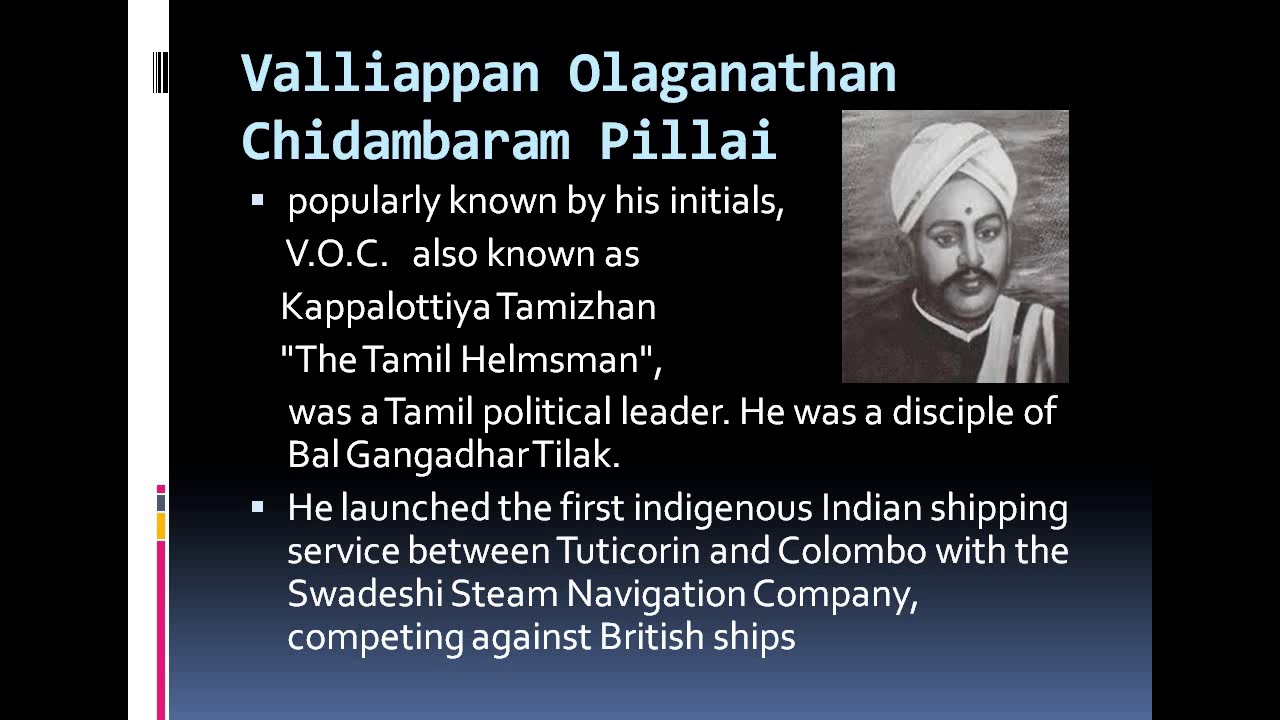 Valliappan Olaganathan
Chidambaram Pillai
▪ popularly known by his initials,
V.O.C. also known as
Kappalottiya Tamizhan
"The Tamil Helmsman",
was a Tamil political leader. He was a disciple of
Bal Gangadhar Tilak.
▪ He launched the first indigenous Indian shipping
service between Tuticorin and Colombo with the
Swadeshi Steam Navigation Company,
competing against British ships